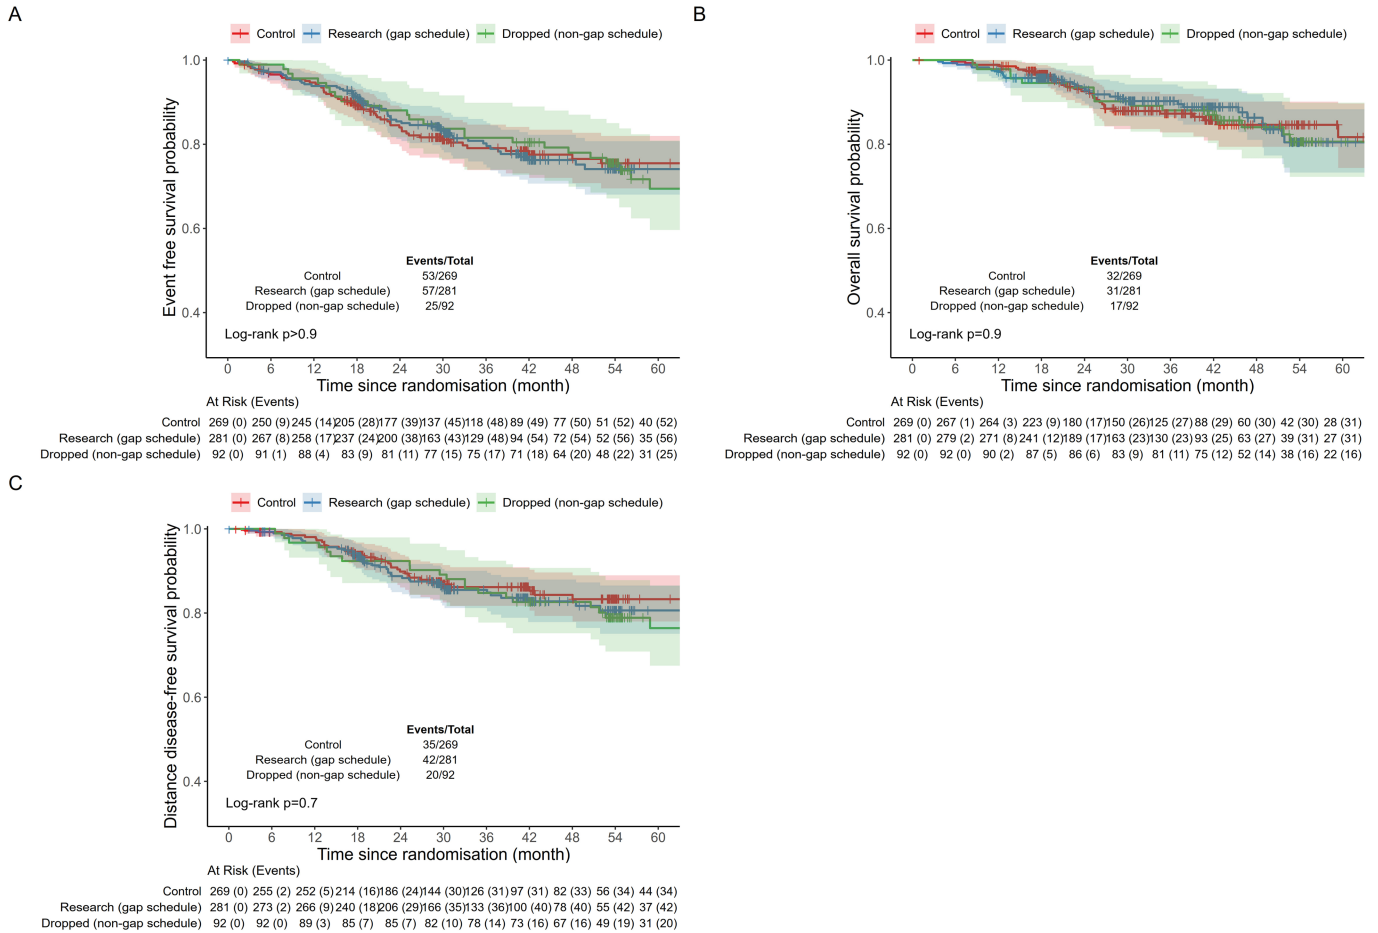 A
Control Research (gap schedule) Dropped (non-gap schedule)
Event free survival probability
1.0
0.8
0.6
0.4
Events/Total
Control 53/269
Research (gap schedule) 57/281
Dropped (non-gap schedule) 25/92
Log-rank p>0.9
0 6 12 18 24 30 36 42 48 54 60
Time since randomisation (month)
At Risk (Events)
Control 269 (0) 250 (9) 245 (14) 205 (28) 177 (39) 137 (45) 118 (48) 89 (49) 77 (50) 51 (52) 40 (52)
Research (gap schedule) 281 (0) 267 (8) 258 (17) 237 (24) 200 (38) 163 (43) 129 (48) 94 (54) 72 (54) 52 (56) 35 (56)
Dropped (non-gap schedule) 92 (0) 91 (1) 88 (4) 83 (9) 81 (11) 77 (15) 75 (17) 71 (18) 64 (20) 48 (22) 31 (25)
B
Control Research (gap schedule) Dropped (non-gap schedule)
Overall survival probability
1.0
0.8
0.6
0.4
Events/Total
Control 32/269
Research (gap schedule) 31/281
Dropped (non-gap schedule) 17/92
Log-rank p=0.9
0 6 12 18 24 30 36 42 48 54 60
Time since randomisation (month)
At Risk (Events)
Control 269 (0) 267 (1) 264 (3) 223 (9) 180 (17) 150 (26) 125 (27) 88 (29) 60 (30) 42 (30) 28 (31)
Research (gap schedule) 281 (0) 279 (2) 271 (8) 241 (12) 189 (17) 163 (23) 130 (23) 93 (25) 63 (27) 39 (31) 27 (31)
Dropped (non-gap schedule) 92 (0) 92 (0) 90 (2) 87 (5) 86 (6) 83 (9) 81 (11) 75 (12) 52 (14) 38 (16) 22 (16)
C
Control Research (gap schedule) Dropped (non-gap schedule)
Distance disease-free survival probability
1.0
0.8
0.6
0.4
Events/Total
Control 35/269
Research (gap schedule) 42/281
Dropped (non-gap schedule) 20/92
Log-rank p=0.7
0 6 12 18 24 30 36 42 48 54 60
Time since randomisation (month)
At Risk (Events)
Control 269 (0) 255 (2) 252 (5) 214 (16) 186 (24) 144 (30) 126 (31) 97 (31) 82 (33) 56 (34) 44 (34)
Research (gap schedule) 281 (0) 273 (2) 266 (9) 240 (18) 206 (29) 166 (35) 133 (36) 100 (40) 78 (40) 55 (42) 37 (42)
Dropped (non-gap schedule) 92 (0) 92 (0) 89 (3) 85 (7) 85 (7) 82 (10) 78 (14) 73 (16) 67 (16) 49 (19) 31 (20)